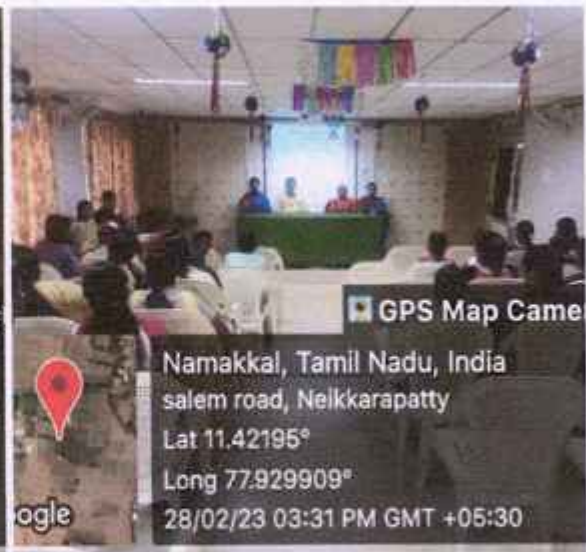 GPS Map Came
Namakkal, Tamil Nadu, India
salem road, Neikkarapatty
Lat 11.42195°
Long 77.929909°
28/02/23 03:31 PM GMT +05:30
ogle